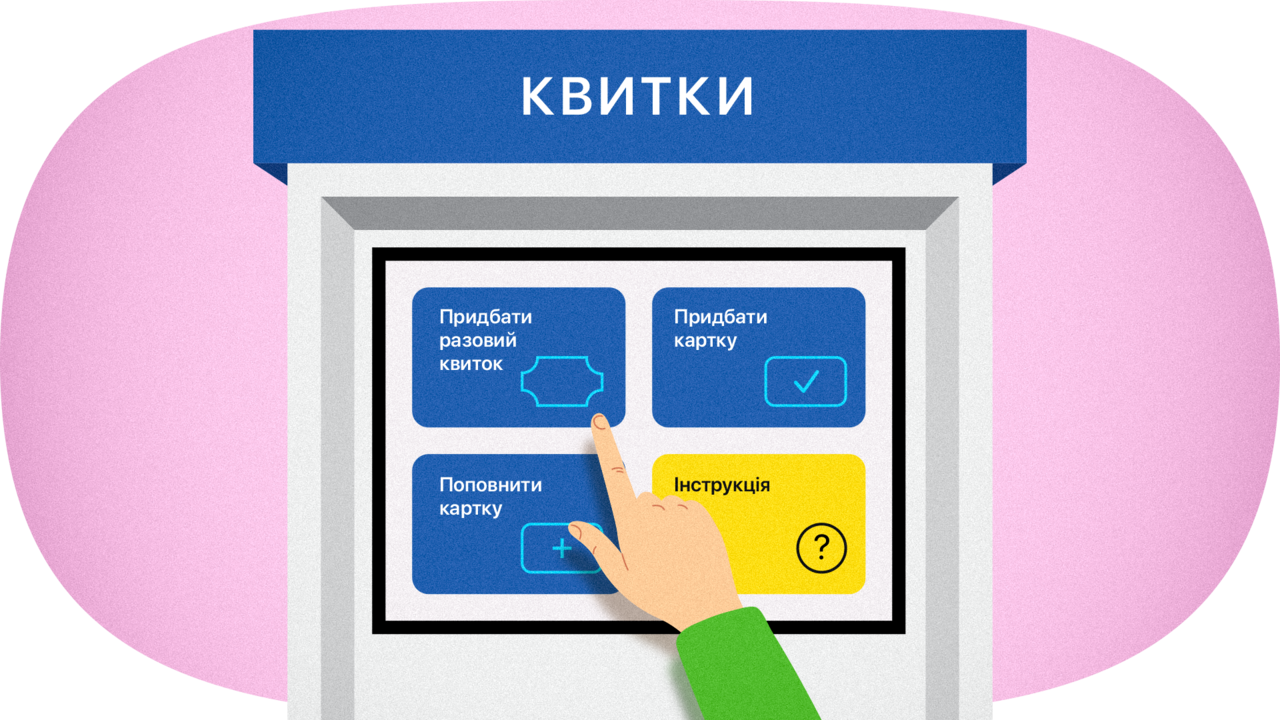 КВИТКИ
Придбати
разовий
квиток
Придбати
картку
Поповнити
картку
Інструкція
?